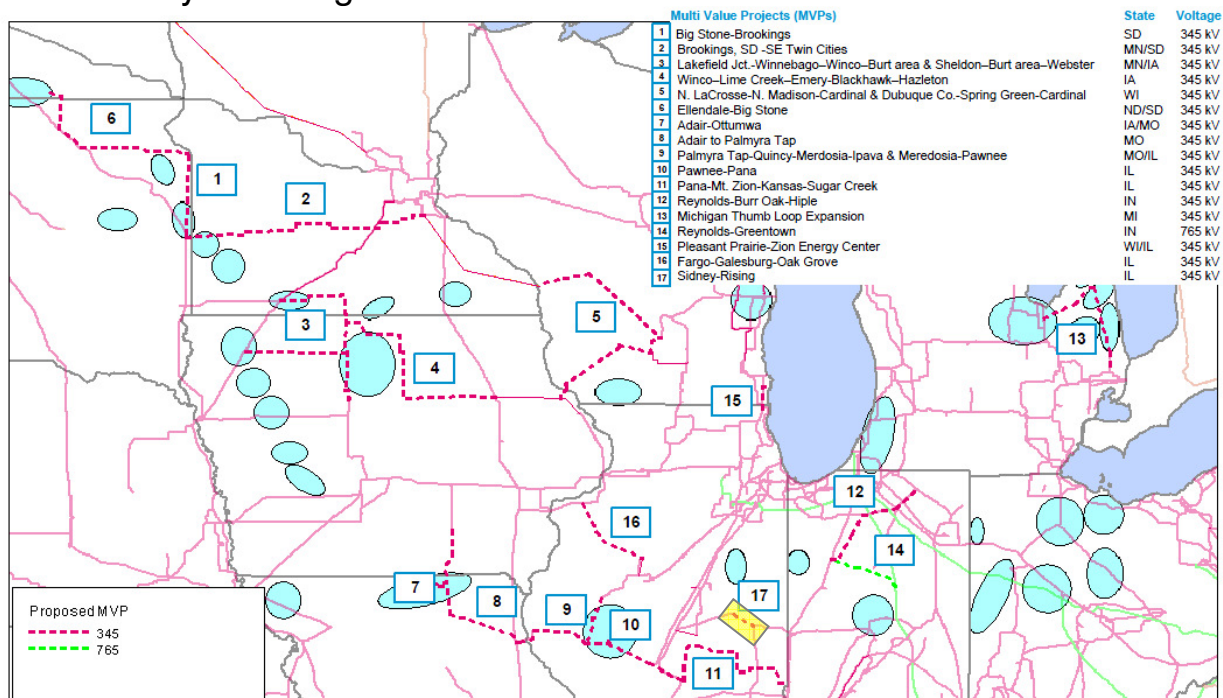 Multi Value Projects (MVPs) State Voltage
1 Big Stone-Brookings SD 345 kV
2 Brookings, SD -SE Twin Cities MN/SD 345 kV
3 Lakefield Jct.-Winnebago–Winco–Burt area & Sheldon–Burt area–Webster MN/IA 345 kV
4 Winco–Lime Creek–Emery-Blackhawk–Hazleton IA 345 kV
5 N. LaCrosse-N. Madison-Cardinal & Dubuque Co.-Spring Green-Cardinal WI 345 kV
6 Ellendale-Big Stone ND/SD 345 kV
7 Adair-Ottumwa IA/MO 345 kV
8 Adair to Palmyra Tap MO 345 kV
9 Palmyra Tap-Quincy-Merdosia-Ipava & Meredosia-Pawnee MO/IL 345 kV
10 Pawnee-Pana IL 345 kV
11 Pana-Mt. Zion-Kansas-Sugar Creek IL 345 kV
12 Reynolds-Burr Oak-Hiple IN 345 kV
13 Michigan Thumb Loop Expansion MI 345 kV
14 Reynolds-Greentown IN 765 kV
15 Pleasant Prairie-Zion Energy Center WI/IL 345 kV
16 Fargo-Galesburg-Oak Grove IL 345 kV
17 Sidney-Rising IL 345 kV
6
1
2
3
5
13
4
15
12
16
14
7
8
9
10
17
11
Proposed MVP
345
765